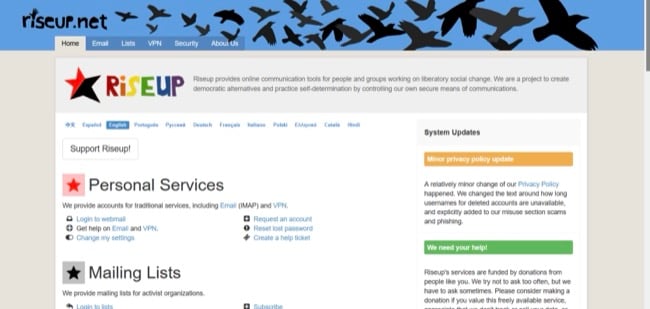 riseup.net
Home Email Lists VPN Security About Us
RiSEUP
Riseup provides online communication tools for people and groups working on liberatory social change. We are a project to create
democratic alternatives and practice self-determination by controlling our own secure means of communications.
中文 Español English Português Русский Deutsch Français Italiano Polski Ελληνικά Català Hindi
Support Riseup!
Personal Services
We provide accounts for traditional services, including Email (IMAP) and VPN.
Login to webmail
Get help on Email and VPN.
Change my settings
Request an account
Reset lost password
Create a help ticket
Mailing Lists
We provide mailing lists for activist organizations.
Login to lists
Subscribe
System Updates
Minor privacy policy update
A relatively minor change of our Privacy Policy
happened. We changed the text around how long
usernames for deleted accounts are unavailable,
and explicitly added to our misuse section scams
and phishing.
We need your help!
Riseup's services are funded by donations from
people like you. We try not to ask too often, but we
have to ask sometimes. Please consider making a
donation if you value this freely available service,